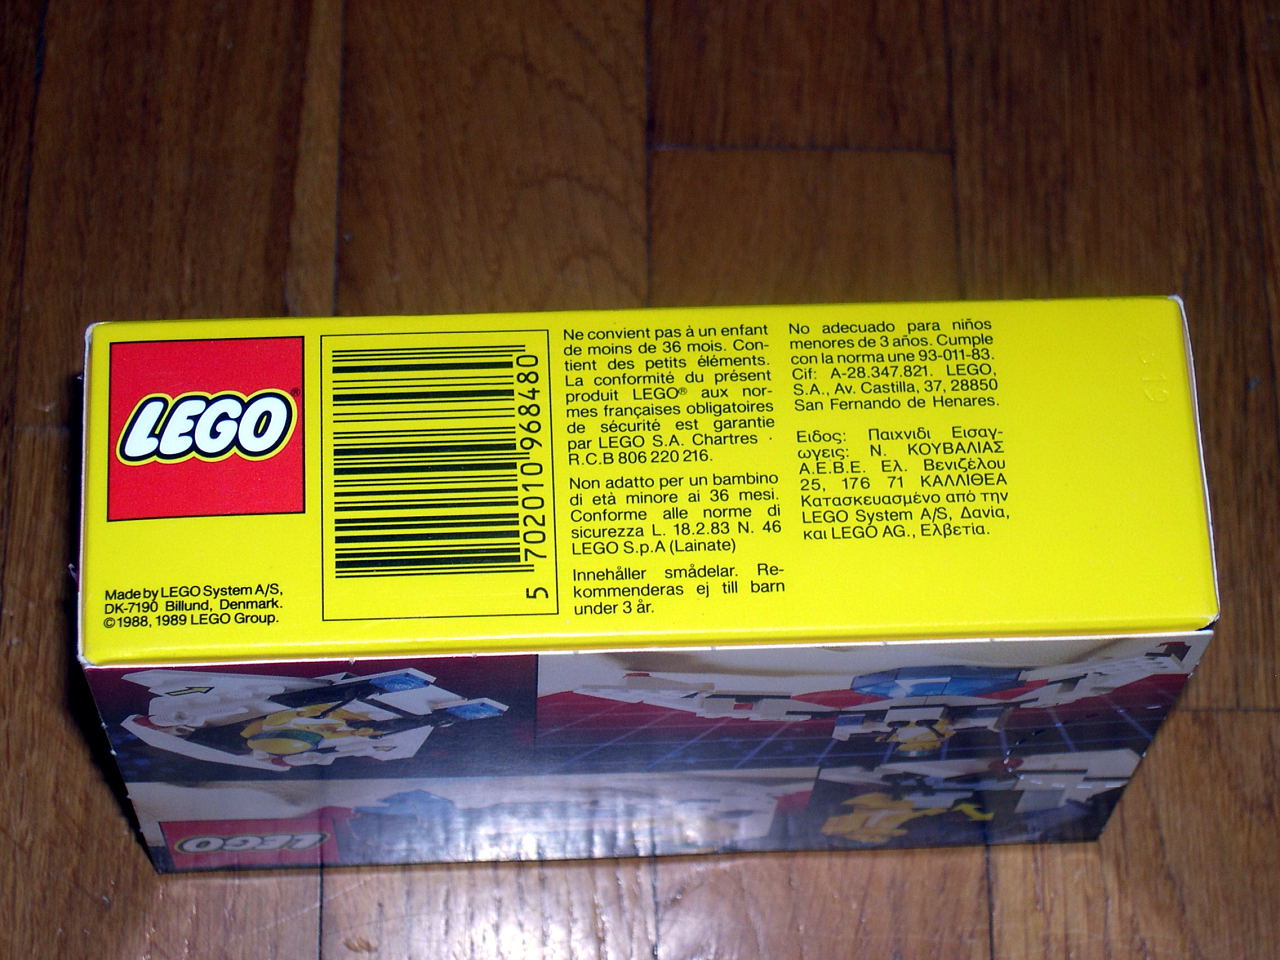 LEGO®
Made by LEGO System A/S,
DK-7190 Billund, Denmark.
©1988, 1989 LEGO Group.
5 702010 968480
Ne convient pas à un enfant
de moins de 36 mois. Con-
tient des petits éléments.
La conformité du présent
produit LEGO® aux nor-
mes françaises obligatoires
de sécurité est garantie
par LEGO S.A. Chartres ·
R.C.B 806 220 216.
Non adatto per un bambino
di età minore ai 36 mesi.
Conforme alle norme di
sicurezza L. 18.2.83 N. 46
LEGO S.p.A (Lainate)
Innehåller smådelar. Re-
kommenderas ej till barn
under 3 år.
No adecuado para niños
menores de 3 años. Cumple
con la norma une 93-011-83.
Cif: A-28.347.821. LEGO,
S.A., Av. Castilla, 37, 28850
San Fernando de Henares.
Ειδος: Παιχνιδι Εισαγ-
ωγεις: Ν. ΚΟΥΒΑΛΙΑΣ
Α.Ε.Β.Ε. Ελ. Βενιζέλου
25, 176 71 ΚΑΛΛΙΘΕΑ
Κατασκευασμένο από την
LEGO System A/S, Δανία,
και LEGO AG., Ελβετία.
LEGO